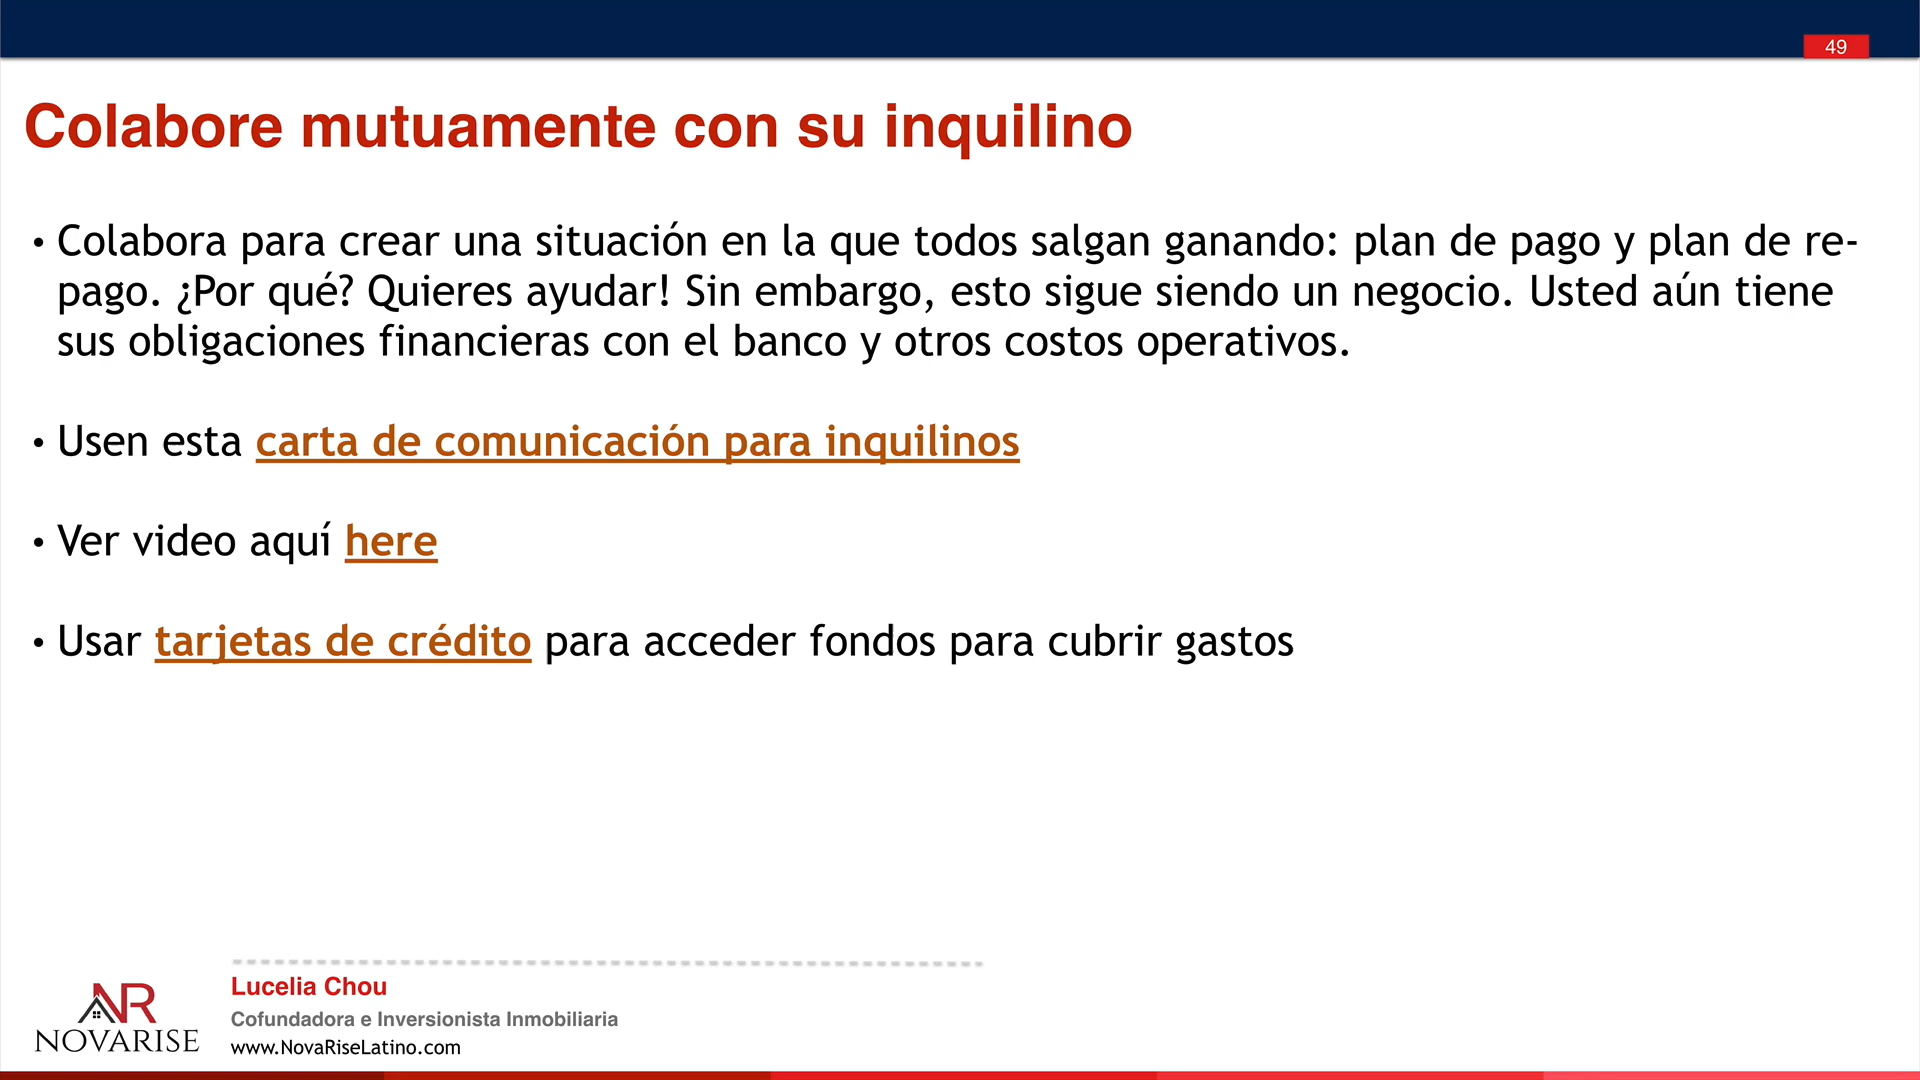 49
Colabore mutuamente con su inquilino
• Colabora para crear una situación en la que todos salgan ganando: plan de pago y plan de re-
pago. ¿Por qué? Quieres ayudar! Sin embargo, esto sigue siendo un negocio. Usted aún tiene
sus obligaciones financieras con el banco y otros costos operativos.
• Usen esta carta de comunicación para inquilinos
• Ver video aquí here
• Usar tarjetas de crédito para acceder fondos para cubrir gastos
NR
NOVARISE
Lucelia Chou
Cofundadora e Inversionista Inmobiliaria
www.NovaRiseLatino.com